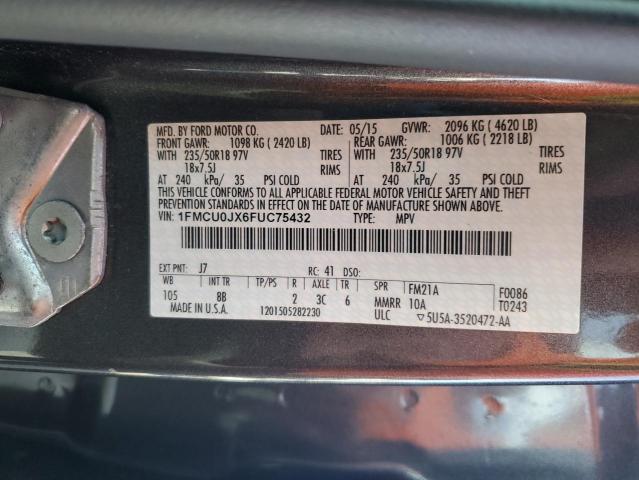 MFD. BY FORD MOTOR CO. DATE: 05/15 GVWR: 2096 KG ( 4620 LB)
FRONT GAWR: 1098 KG ( 2420 LB) REAR GAWR: 1006 KG ( 2218 LB)
WITH 235/50R18 97V TIRES WITH 235/50R18 97V TIRES
18x7.5J RIMS 18x7.5J RIMS
AT 240 kPa/ 35 PSI COLD AT 240 kPa/ 35 PSI COLD
THIS VEHICLE CONFORMS TO ALL APPLICABLE FEDERAL MOTOR VEHICLE SAFETY AND THEFT
PREVENTION STANDARDS IN EFFECT ON THE DATE OF MANUFACTURE SHOWN ABOVE.
VIN: 1FMCU0JX6FUC75432 TYPE: MPV
EXT PNT: J7 RC: 41 DSO:
WB INT TR TP/PS R AXLE TR SPR FM21A F0086
105 8B 2 3C 6 MMRR 10A T0243
MADE IN U.S.A. 1201505282230 ULC ▽5U5A-3520472-AA